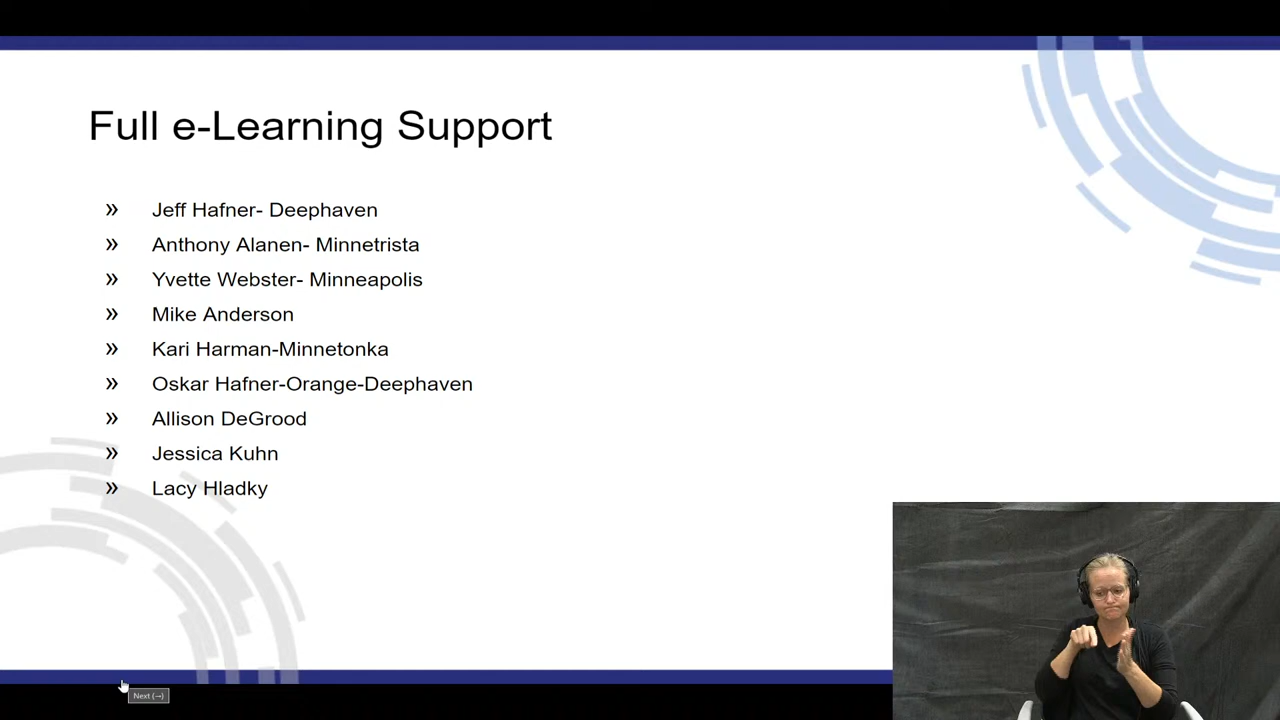 Full e-Learning Support
» Jeff Hafner- Deephaven
» Anthony Alanen- Minnetrista
» Yvette Webster- Minneapolis
» Mike Anderson
» Kari Harman-Minnetonka
» Oskar Hafner-Orange-Deephaven
» Allison DeGrood
» Jessica Kuhn
» Lacy Hladky
Next (→)